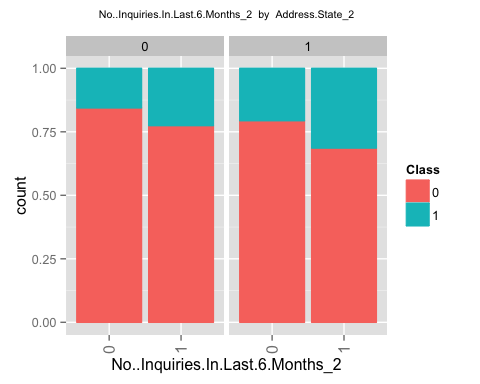 No..Inquiries.In.Last.6.Months_2 by Address.State_2
0 1
1.00
0.75
0.50
0.25
0.00
count
0 1 0 1
No..Inquiries.In.Last.6.Months_2
Class
0
1